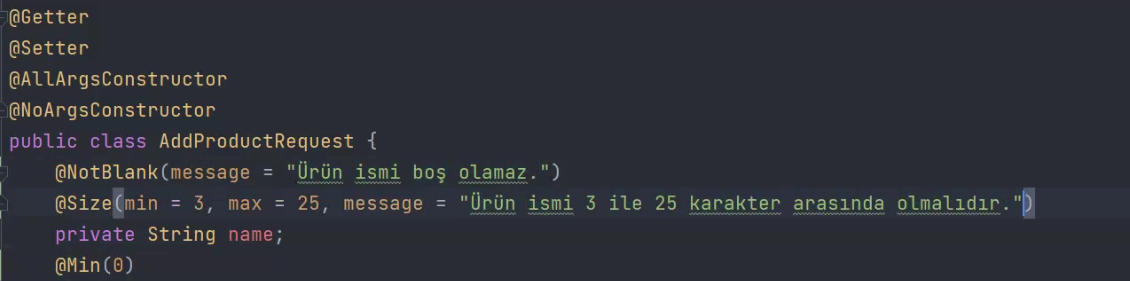 @Getter
@Setter
@AllArgsConstructor
@NoArgsConstructor
public class AddProductRequest {
@NotBlank(message = "Ürün ismi boş olamaz.")
@Size(min = 3, max = 25, message = "Ürün ismi 3 ile 25 karakter arasında olmalıdır.")
private String name;
@Min(0)